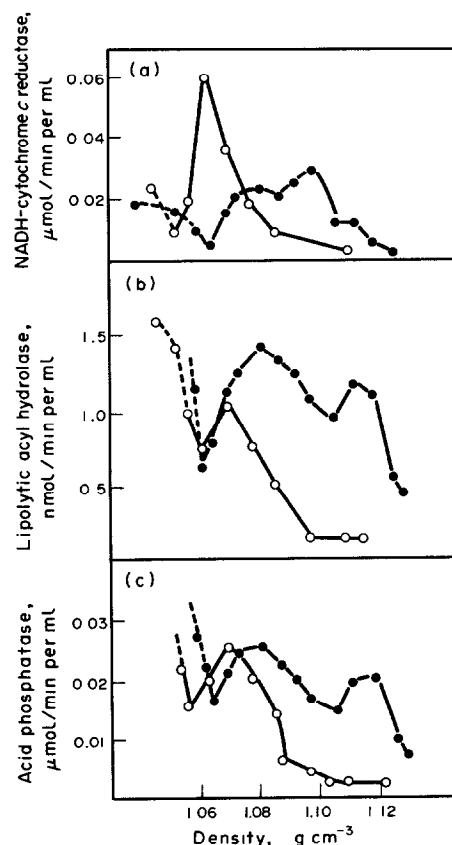 NADH-cytochrome c reductase,
μmol/min per ml
(a)
0.06
0 04
0 02
Lipolytic acyl hydrolase,
nmol/min per ml
(b)
1.5
1.0
0 5
Acid phosphatase,
μmol/min per ml
(c)
0 03
0.02
0.01
1 06 1 08 1 10 1 12
Density, g cm⁻³